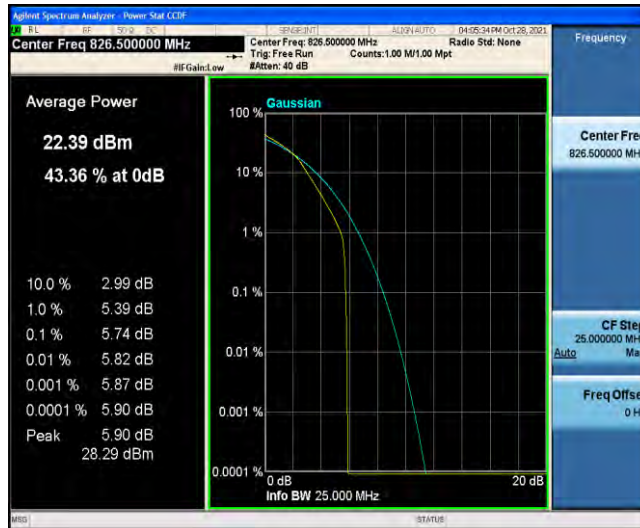 Agilent Spectrum Analyzer - Power Stat CCDF
RL RF 50 Ω DC SENSE:INT ALIGN AUTO 04:05:34 PM Oct 28, 2021
Center Freq 826.500000 MHz
Center Freq: 826.500000 MHz Radio Std: None
Trig: Free Run Counts:1.00 M/1.00 Mpt
#IFGain:Low #Atten: 40 dB
Frequency
Average Power
22.39 dBm
43.36 % at 0dB
10.0 % 2.99 dB
1.0 % 5.39 dB
0.1 % 5.74 dB
0.01 % 5.82 dB
0.001 % 5.87 dB
0.0001 % 5.90 dB
Peak 5.90 dB
28.29 dBm
Gaussian
100 %
10 %
1 %
0.1 %
0.01 %
0.001 %
0.0001 %
0 dB 20 dB
Info BW 25.000 MHz
Center Fre
826.500000 MH
CF Ste
25.000000 MH
Auto Ma
Freq Offse
0 H
MSG STATUS